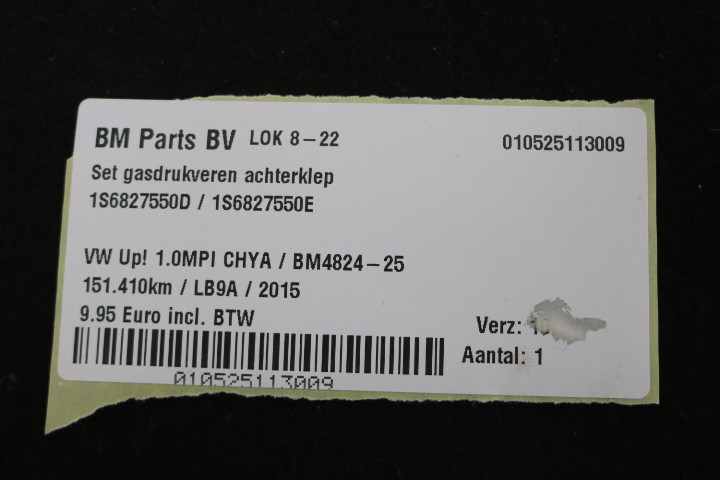 BM Parts BV LOK 8-22
010525113009
Set gasdrukveren achterklep
1S6827550D / 1S6827550E
VW Up! 1.0MPI CHYA / BM4824-25
151.410km / LB9A / 2015
9.95 Euro incl. BTW
Verz:
Aantal: 1
010525113009